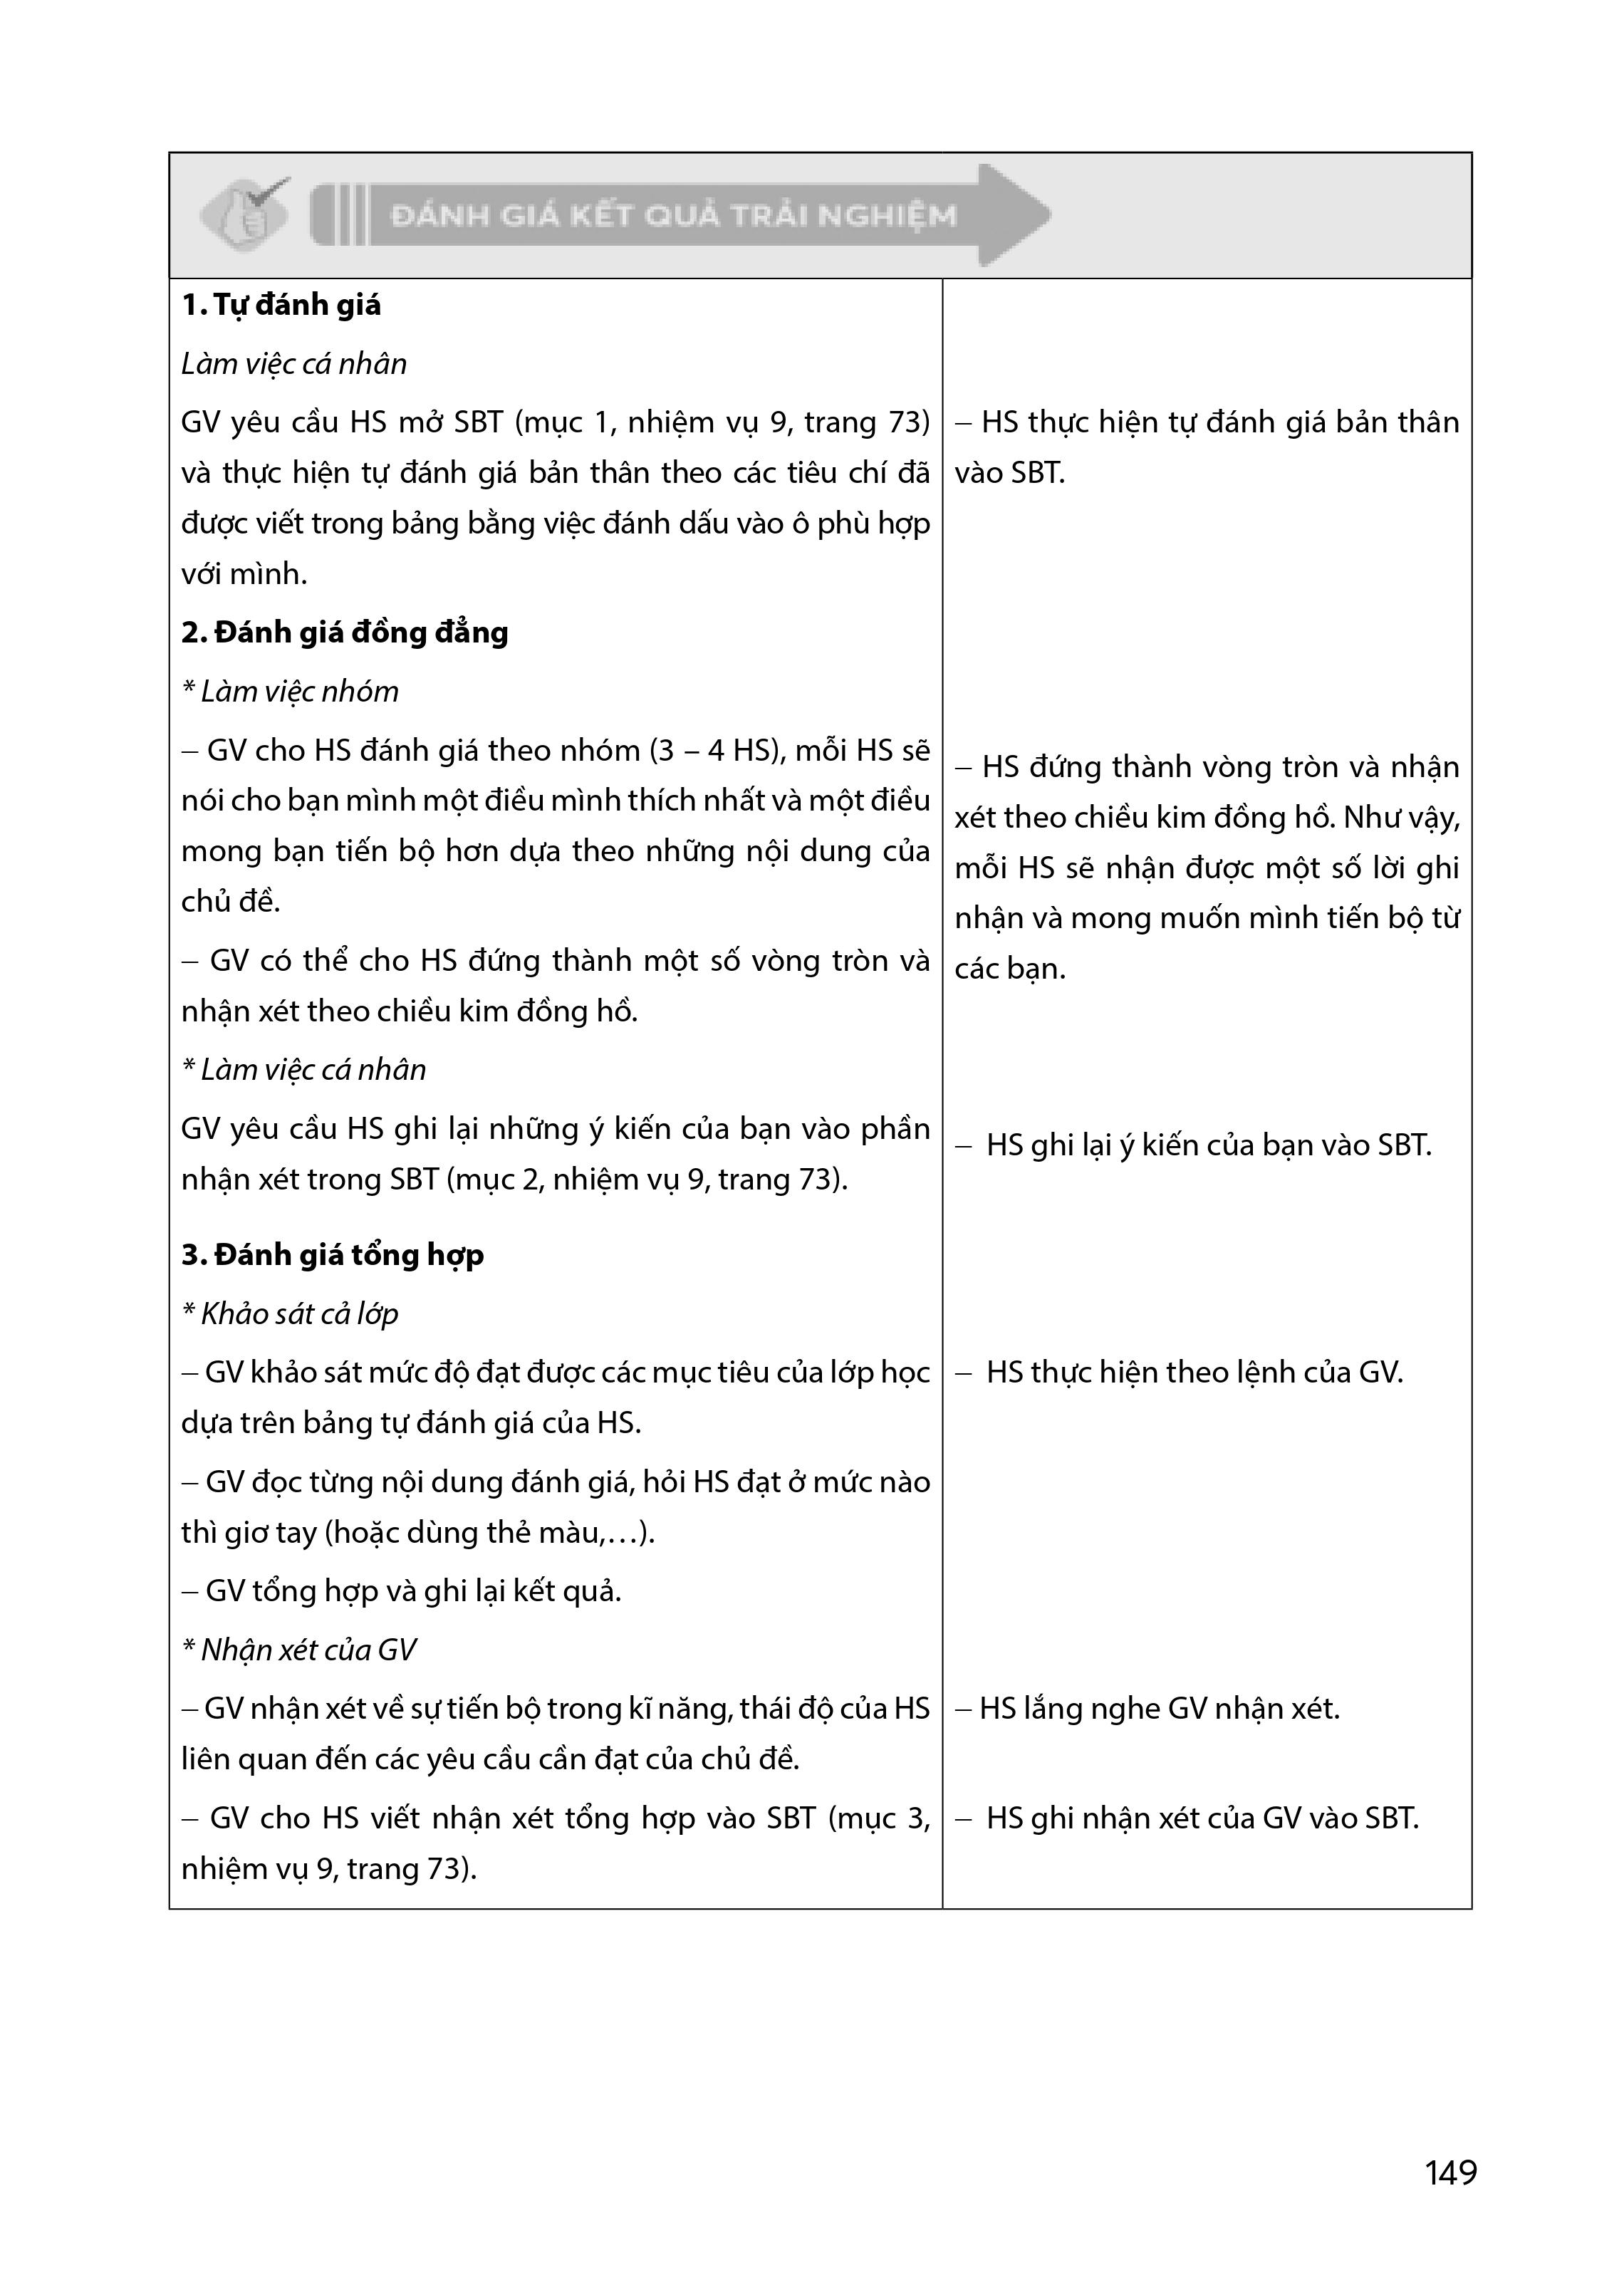 ĐÁNH GIÁ KẾT QUẢ TRẢI NGHIỆM
1. Tự đánh giá
Làm việc cá nhân
GV yêu cầu HS mở SBT (mục 1, nhiệm vụ 9, trang 73)
và thực hiện tự đánh giá bản thân theo các tiêu chí đã
được viết trong bảng bằng việc đánh dấu vào ô phù hợp
với mình.
– HS thực hiện tự đánh giá bản thân
vào SBT.
2. Đánh giá đồng đẳng
* Làm việc nhóm
– GV cho HS đánh giá theo nhóm (3 – 4 HS), mỗi HS sẽ
nói cho bạn mình một điều mình thích nhất và một điều
mong bạn tiến bộ hơn dựa theo những nội dung của
chủ đề.
– GV có thể cho HS đứng thành một số vòng tròn và
nhận xét theo chiều kim đồng hồ.
– HS đứng thành vòng tròn và nhận
xét theo chiều kim đồng hồ. Như vậy,
mỗi HS sẽ nhận được một số lời ghi
nhận và mong muốn mình tiến bộ từ
các bạn.
* Làm việc cá nhân
GV yêu cầu HS ghi lại những ý kiến của bạn vào phần
nhận xét trong SBT (mục 2, nhiệm vụ 9, trang 73).
– HS ghi lại ý kiến của bạn vào SBT.
3. Đánh giá tổng hợp
* Khảo sát cả lớp
– GV khảo sát mức độ đạt được các mục tiêu của lớp học
dựa trên bảng tự đánh giá của HS.
– HS thực hiện theo lệnh của GV.
– GV đọc từng nội dung đánh giá, hỏi HS đạt ở mức nào
thì giơ tay (hoặc dùng thẻ màu,…).
– GV tổng hợp và ghi lại kết quả.
* Nhận xét của GV
– GV nhận xét về sự tiến bộ trong kĩ năng, thái độ của HS
liên quan đến các yêu cầu cần đạt của chủ đề.
– HS lắng nghe GV nhận xét.
– GV cho HS viết nhận xét tổng hợp vào SBT (mục 3,
nhiệm vụ 9, trang 73).
– HS ghi nhận xét của GV vào SBT.
149